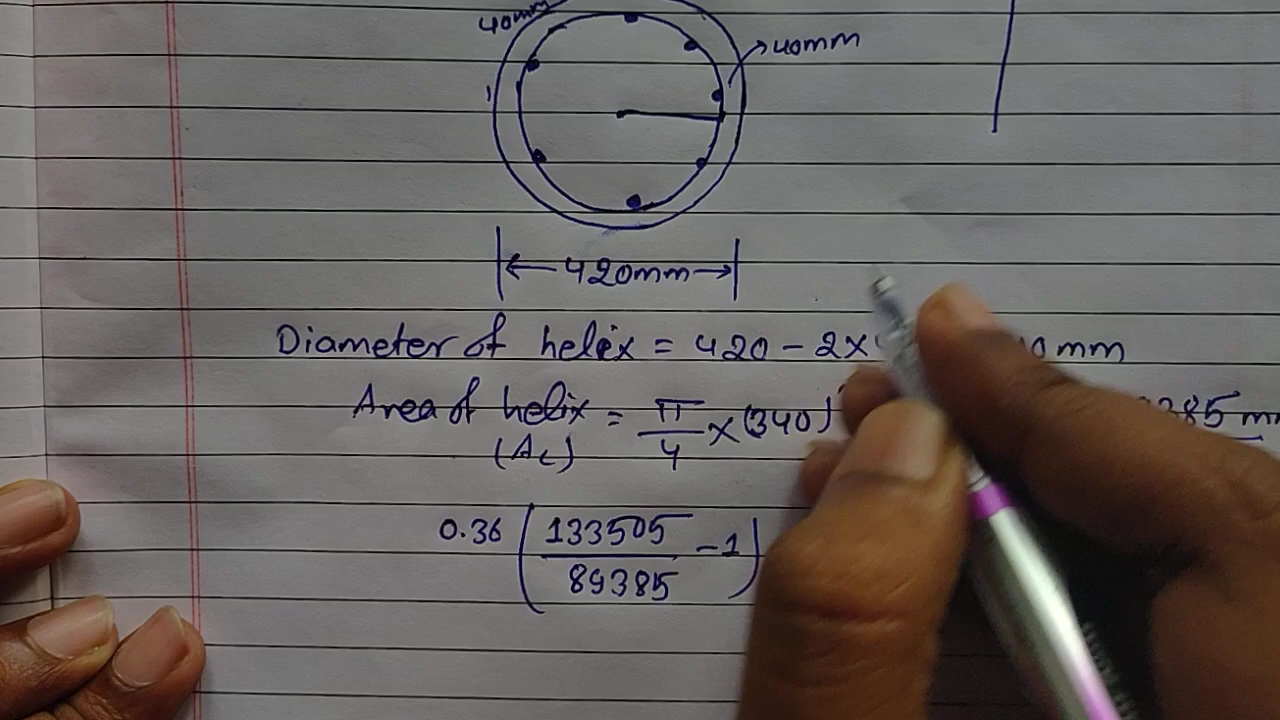 40mm
40mm
420mm
Diameter of helix = 420 - 2x mm
Area of helix = π/4 x (340) 385 m
(Ac)
0.36 (133505/89385 - 1)